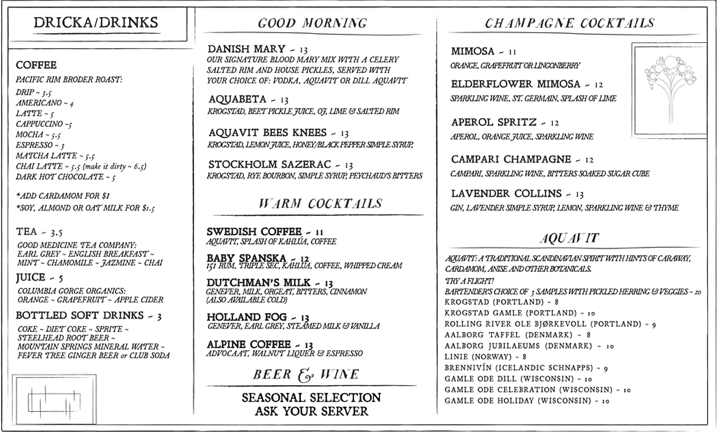 DRICKA/DRINKS
COFFEE
PACIFIC RIM BRODER ROAST:
DRIP ~ 3.5
AMERICANO ~ 4
LATTE ~ 5
CAPPUCINO ~5
MOCHA ~ 5.5
ESPRESSO ~ 3
MATCHA LATTE ~ 5.5
CHAI LATTE ~ 5.5 (make it dirty ~ 6.5)
DARK HOT CHOCOLATE ~ 5
*ADD CARDAMOM FOR $1
*SOY, ALMOND OR OAT MILK FOR $1.5
TEA ~ 3.5
GOOD MEDICINE TEA COMPANY:
EARL GREY ~ ENGLISH BREAKFAST ~
MINT ~ CHAMOMILE ~ JAZMINE ~ CHAI
JUICE ~ 5
COLUMBIA GORGE ORGANICS:
ORANGE ~ GRAPEFRUIT ~ APPLE CIDER
BOTTLED SOFT DRINKS ~ 3
COKE ~ DIET COKE ~ SPRITE ~
STEELHEAD ROOT BEER ~
MOUNTAIN SPRINGS MINERAL WATER ~
FEVER TREE GINGER BEER or CLUB SODA
GOOD MORNING
DANISH MARY ~ 13
OUR SIGNATURE BLOOD MARY MIX WITH A CELERY
SALTED RIM AND HOUSE PICKLES, SERVED WITH
YOUR CHOICE OF: VODKA, AQUAVIT OR DILL AQUAVIT
AQUABETA ~ 13
KROGSTAD, BEET PICKLE JUICE, OJ, LIME & SALTED RIM
AQUAVIT BEES KNEES ~ 13
KROGSTAD, LEMON JUICE, HONEY/BLACK PEPPER SIMPLE SYRUP,
STOCKHOLM SAZERAC ~ 13
KROGSTAD, RYE BOURBON, SIMPLE SYRUP, PEYCHAUD'S BITTERS
WARM COCKTAILS
SWEDISH COFFEE ~ 11
AQUAVIT, SPLASH OF KAHLÚA, COFFEE
BABY SPANSKA ~ 12
151 RUM, TRIPLE SEC, KAHLÚA, COFFEE, WHIPPED CREAM
DUTCHMAN'S MILK ~ 13
GENEVER, MILK, ORGEAT, BITTERS, CINNAMON
(ALSO AVAILABLE COLD)
HOLLAND FOG ~ 13
GENEVER, EARL GREY, STEAMED MILK & VANILLA
ALPINE COFFEE ~ 13
ADVOCAAT, WALNUT LIQUER & ESPRESSO
BEER & WINE
SEASONAL SELECTION
ASK YOUR SERVER
CHAMPAGNE COCKTAILS
MIMOSA ~ 11
ORANGE, GRAPEFRUIT OR LINGONBERRY
ELDERFLOWER MIMOSA ~ 12
SPARKLING WINE, ST. GERMAIN, SPLASH OF LIME
APEROL SPRITZ ~ 12
APEROL, ORANGE JUICE, SPARKLING WINE
CAMPARI CHAMPAGNE ~ 12
CAMPARI, SPARKLING WINE, BITTERS SOAKED SUGAR CUBE
LAVENDER COLLINS ~ 13
GIN, LAVENDER SIMPLE SYRUP, LEMON, SPARKLING WINE & THYME
AQUAVIT
AQUAVIT: A TRADITIONAL SCANDINAVIAN SPIRIT WITH HINTS OF CARAWAY,
CARDAMOM, ANISE AND OTHER BOTANICALS.
TRY A FLIGHT!
BARTENDER'S CHOICE OF 3 SAMPLES WITH PICKLED HERRING & VEGGIES ~ 20
KROGSTAD (PORTLAND) ~ 8
KROGSTAD GAMLE (PORTLAND) ~ 10
ROLLING RIVER OLE BJØRKEVOLL (PORTLAND) ~ 9
AALBORG TAFFEL (DENMARK) ~ 8
AALBORG JUBILAEUMS (DENMARK) ~ 10
LINIE (NORWAY) ~ 8
BRENNIVÍN (ICELANDIC SCHNAPPS) ~ 9
GAMLE ODE DILL (WISCONSIN) ~ 10
GAMLE ODE CELEBRATION (WISCONSIN) ~ 10
GAMLE ODE HOLIDAY (WISCONSIN) ~ 10